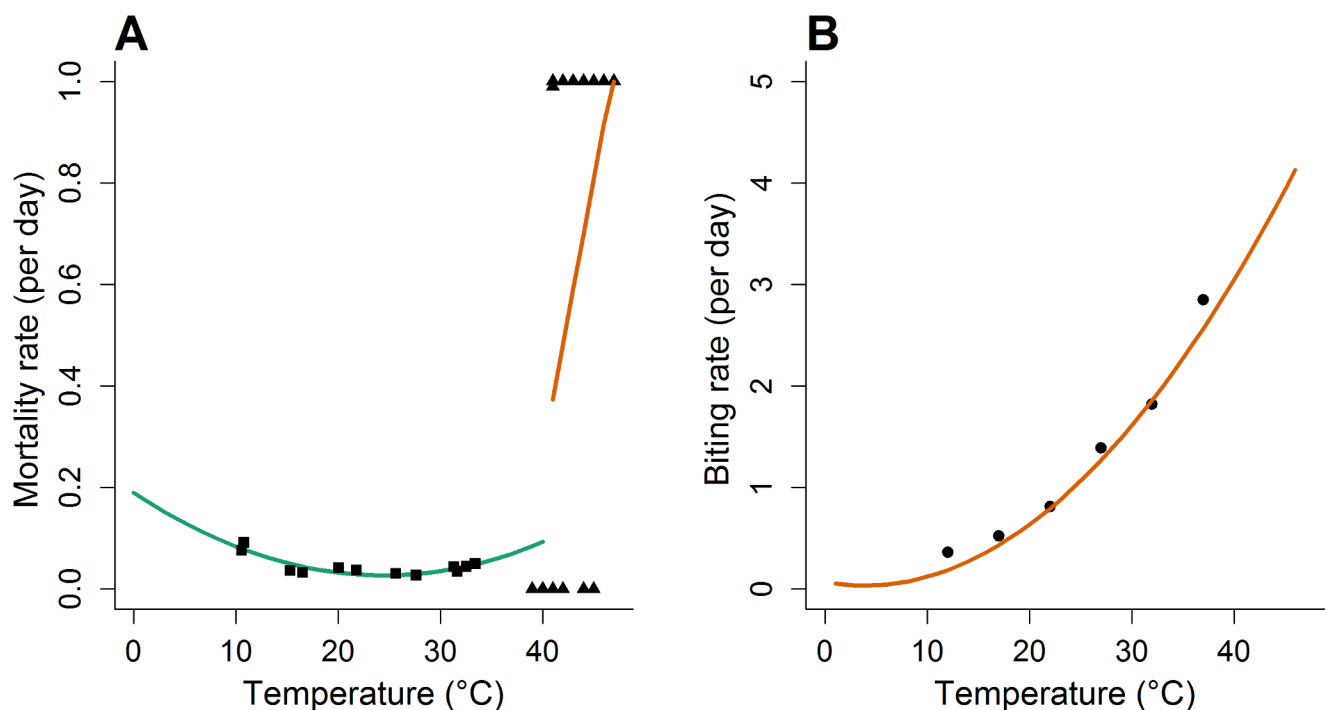 A
Mortality rate (per day)
1.0
0.8
0.6
0.4
0.2
0.0
0 10 20 30 40
Temperature (°C)
B
Biting rate (per day)
5
4
3
2
1
0
0 10 20 30 40
Temperature (°C)